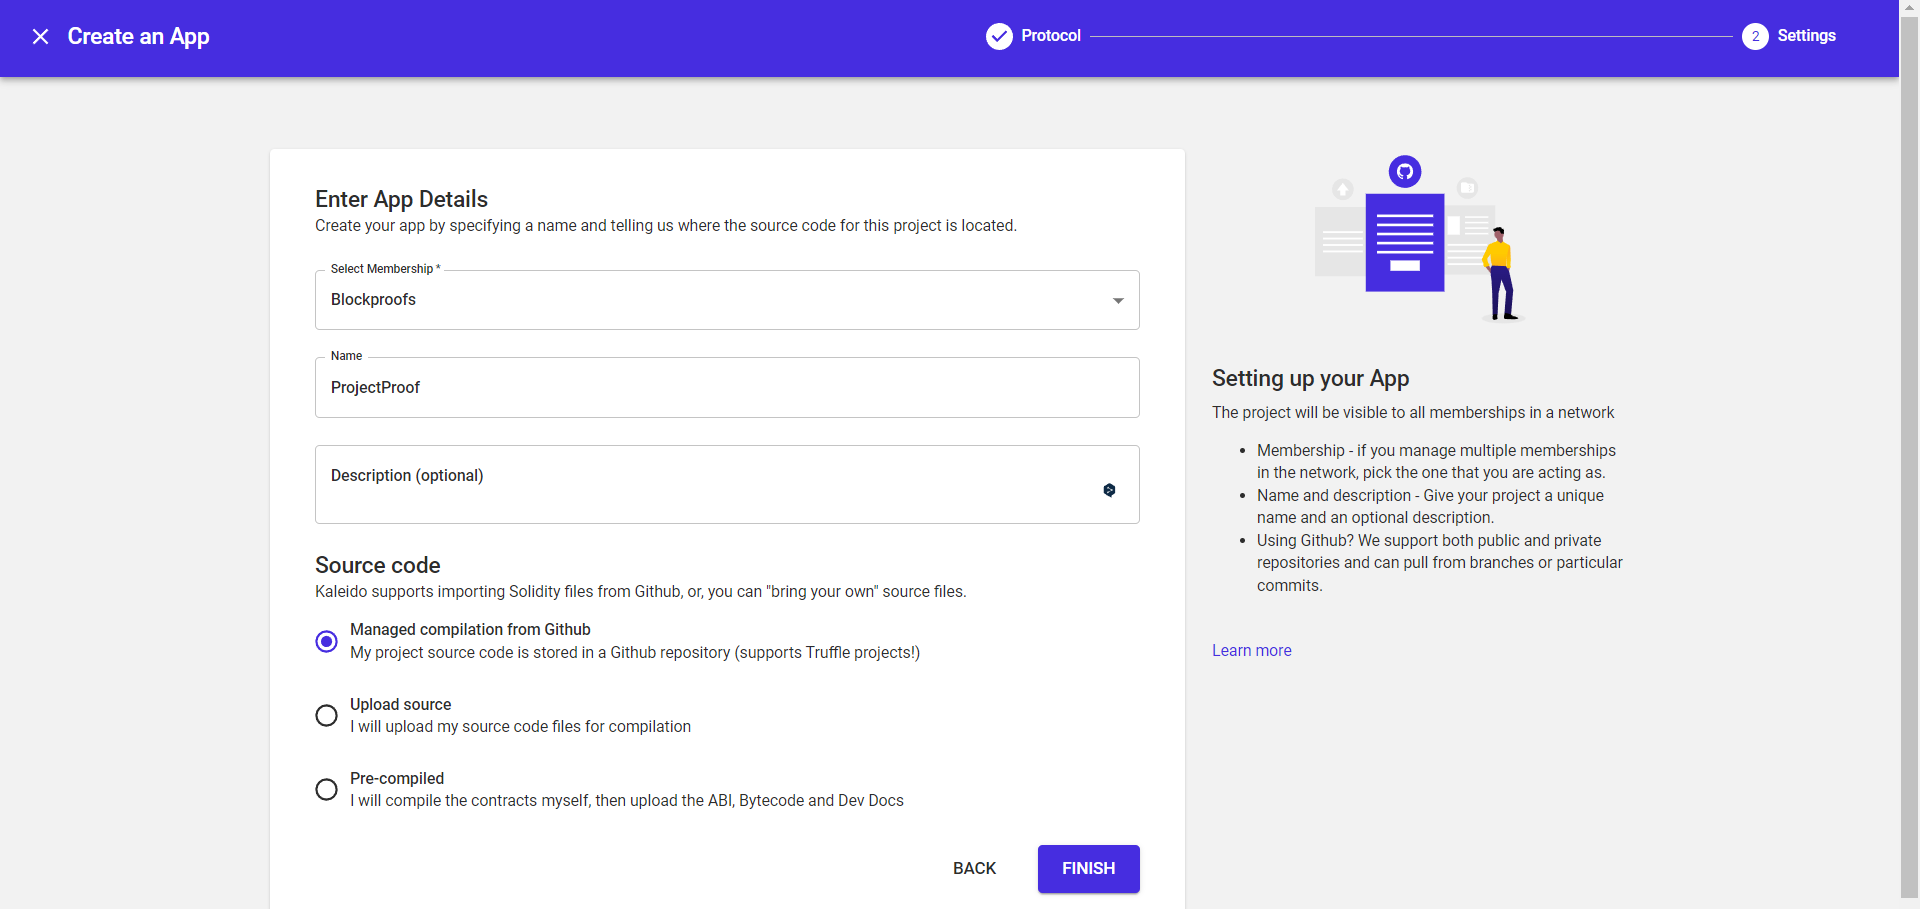 Create an App
Protocol
2
Settings
Enter App Details
Create your app by specifying a name and telling us where the source code for this project is located.
Select Membership *
Blockproofs
Name
ProjectProof
Description (optional)
Source code
Kaleido supports importing Solidity files from Github, or, you can "bring your own" source files.
Managed compilation from Github
My project source code is stored in a Github repository (supports Truffle projects!)
Upload source
I will upload my source code files for compilation
Pre-compiled
I will compile the contracts myself, then upload the ABI, Bytecode and Dev Docs
BACK
FINISH
Setting up your App
The project will be visible to all memberships in a network
Membership - if you manage multiple memberships
in the network, pick the one that you are acting as.
Name and description - Give your project a unique
name and an optional description.
Using Github? We support both public and private
repositories and can pull from branches or particular
commits.
Learn more